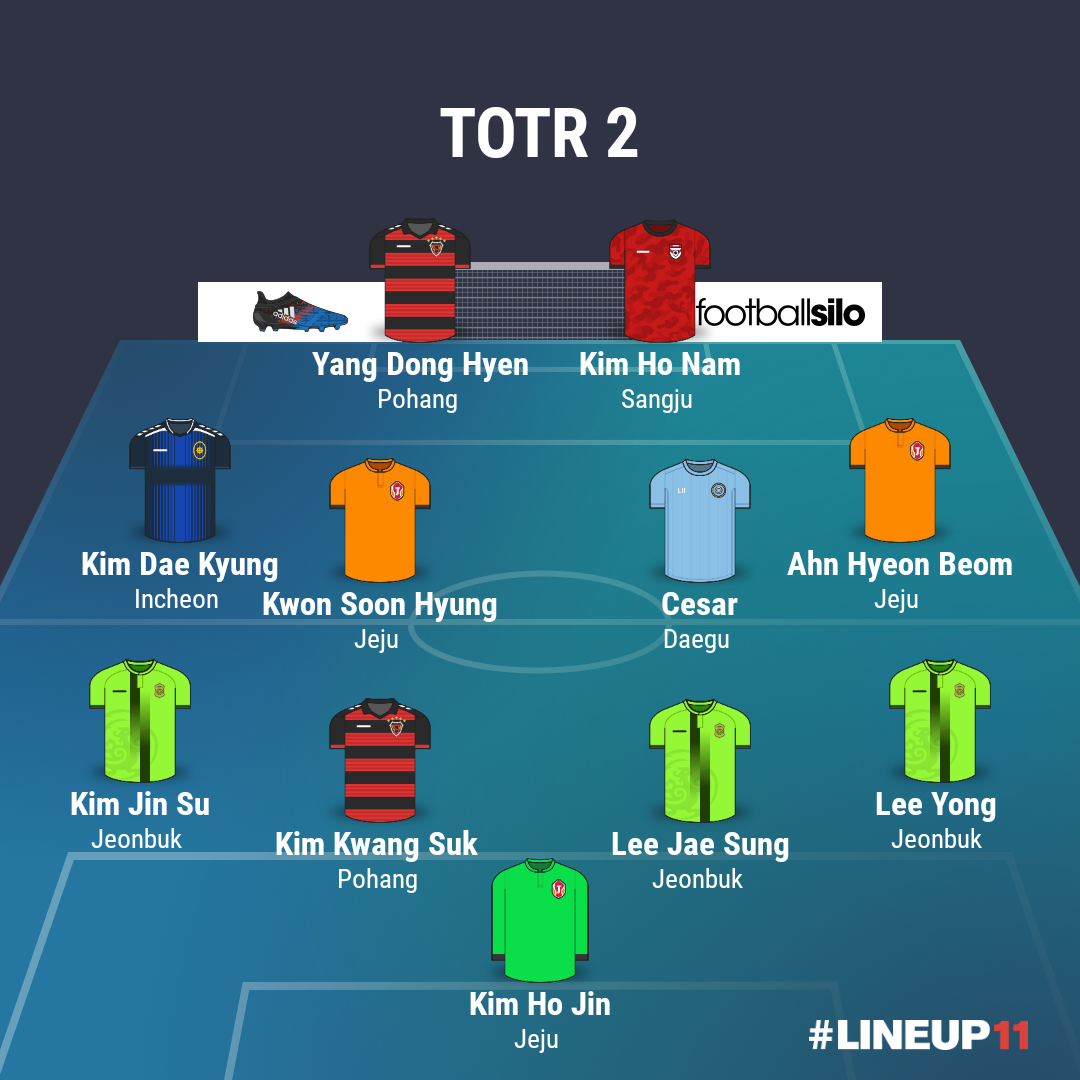 TOTR 2
adidas
footballsilo
Yang Dong Hyen
Pohang
Kim Ho Nam
Sangju
Kim Dae Kyung
Incheon
Kwon Soon Hyung
Jeju
LH
Cesar
Daegu
Ahn Hyeon Beom
Jeju
Kim Jin Su
Jeonbuk
Kim Kwang Suk
Pohang
Lee Jae Sung
Jeonbuk
Lee Yong
Jeonbuk
Kim Ho Jin
Jeju
#LINEUP11